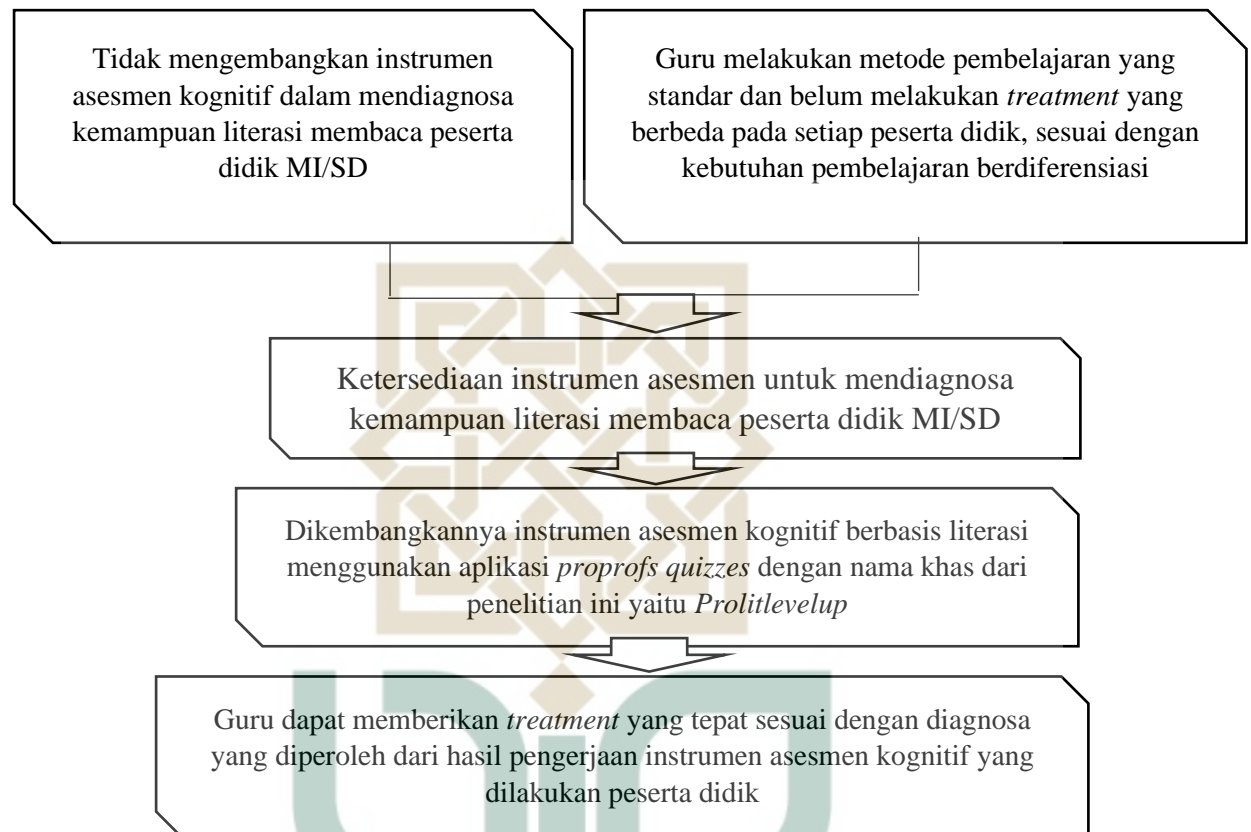 Tidak mengembangkan instrumen
asesmen kognitif dalam mendiagnosa
kemampuan literasi membaca peserta
didik MI/SD
Guru melakukan metode pembelajaran yang
standar dan belum melakukan treatment yang
berbeda pada setiap peserta didik, sesuai dengan
kebutuhan pembelajaran berdiferensiasi
Ketersediaan instrumen asesmen untuk mendiagnosa
kemampuan literasi membaca peserta didik MI/SD
Dikembangkannya instrumen asesmen kognitif berbasis literasi
menggunakan aplikasi proprofs quizzes dengan nama khas dari
penelitian ini yaitu Prolitlevelup
Guru dapat memberikan treatment yang tepat sesuai dengan diagnosa
yang diperoleh dari hasil pengerjaan instrumen asesmen kognitif yang
dilakukan peserta didik